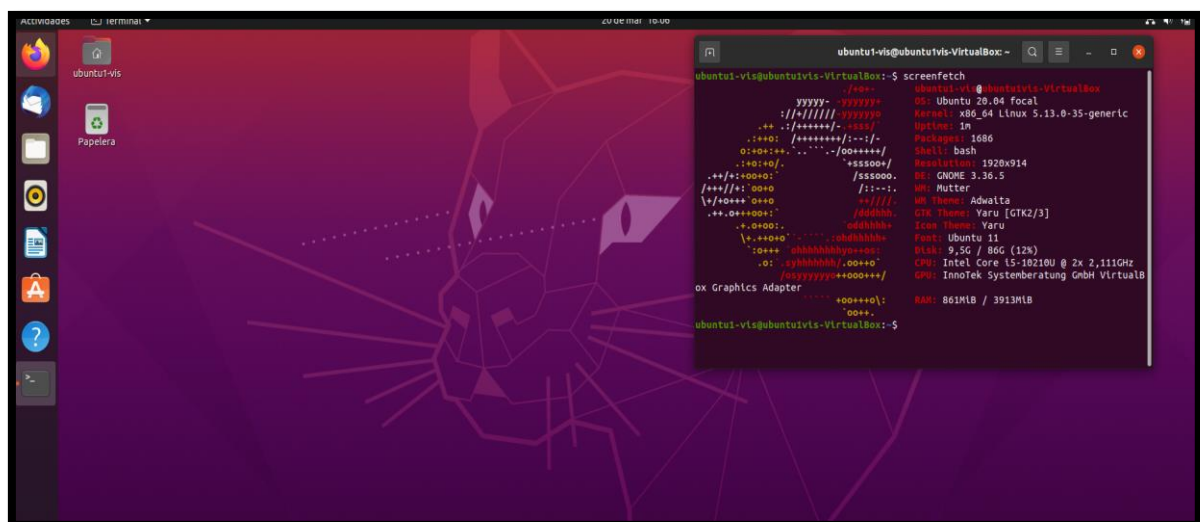 Actividades Terminal 20 de mar 16:06
ubuntu1-vis
Papelera
ubuntu1-vis@ubuntu1vis-VirtualBox: ~
ubuntu1-vis@ubuntu1vis-VirtualBox:~$ screenfetch
ubuntu1-vis@ubuntu1vis-VirtualBox
OS: Ubuntu 20.04 focal
Kernel: x86_64 Linux 5.13.0-35-generic
Uptime: 1m
Packages: 1686
Shell: bash
Resolution: 1920x914
DE: GNOME 3.36.5
WM: Mutter
WM Theme: Adwaita
GTK Theme: Yaru [GTK2/3]
Icon Theme: Yaru
Font: Ubuntu 11
Disk: 9,5G / 86G (12%)
CPU: Intel Core i5-10210U @ 2x 2,111GHz
GPU: InnoTek Systemberatung GmbH VirtualB
ox Graphics Adapter
RAM: 861MiB / 3913MiB
ubuntu1-vis@ubuntu1vis-VirtualBox:~$